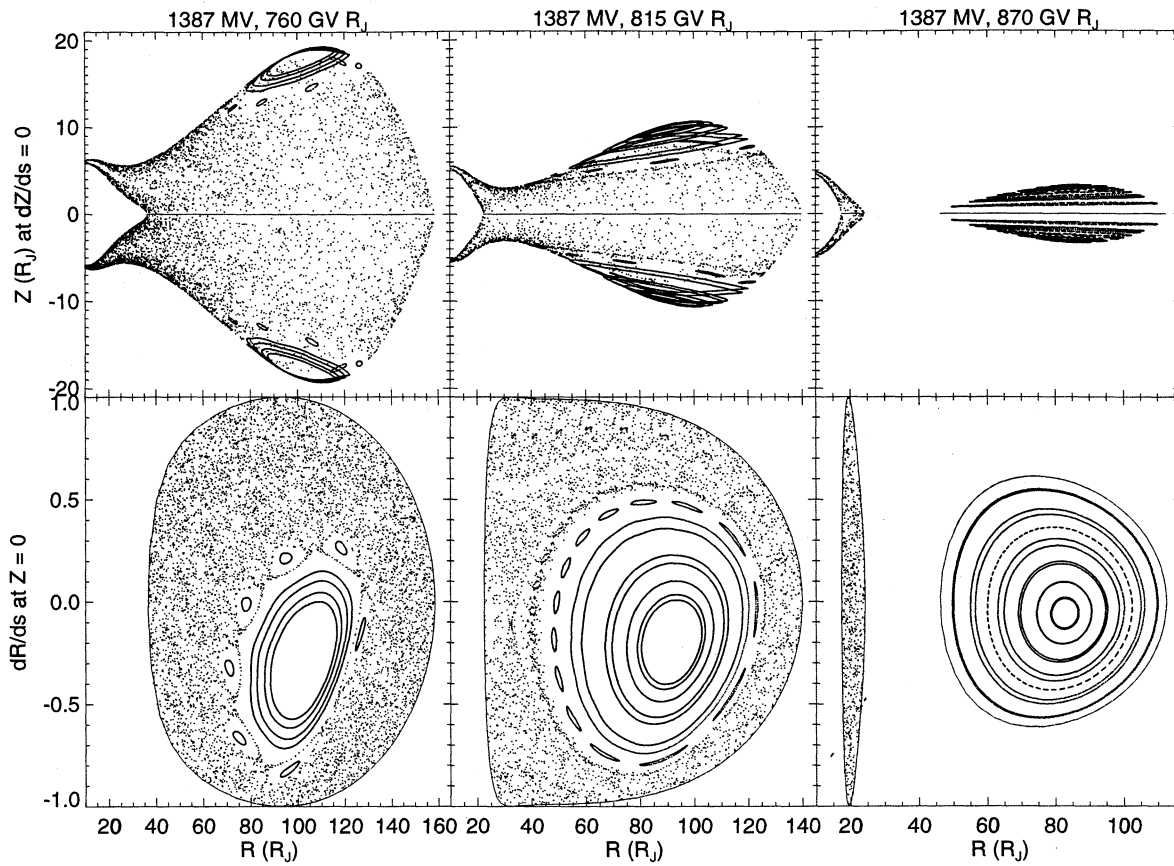 1387 MV, 760 GV R_J
1387 MV, 815 GV R_J
1387 MV, 870 GV R_J
Z (R_J) at dZ/ds = 0
20
10
0
-10
-20
dR/ds at Z = 0
1.0
0.5
0.0
-0.5
-1.0
20 40 60 80 100 120 140 160
20 40 60 80 100 120 140
20 40 60 80 100
R (R_J)
R (R_J)
R (R_J)